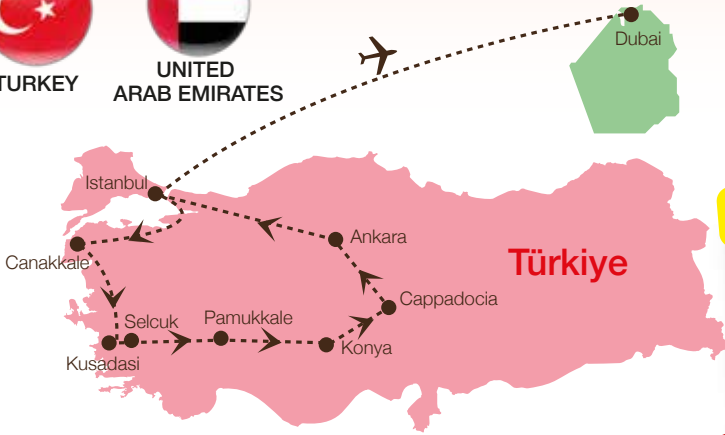 TURKEY
UNITED
ARAB EMIRATES
Dubai
Istanbul
Ankara
Canakkale
Türkiye
Cappadocia
Selcuk
Pamukkale
Konya
Kusadasi